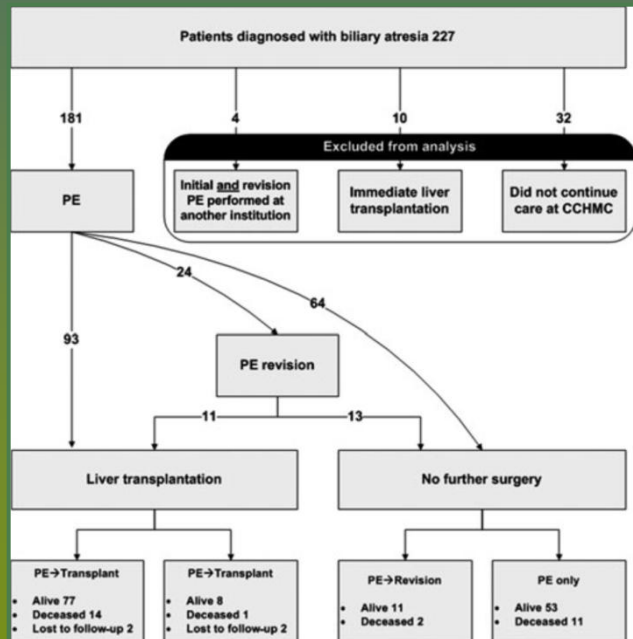 Patients diagnosed with biliary atresia 227
181
4
10
32
Excluded from analysis
PE
Initial and revision
PE performed at
another institution
Immediate liver
transplantation
Did not continue
care at CCHMC
24
64
93
PE revision
11
13
Liver transplantation
No further surgery
PE→Transplant
• Alive 77
• Deceased 14
• Lost to follow-up 2
PE→Transplant
• Alive 8
• Deceased 1
• Lost to follow-up 2
PE→Revision
• Alive 11
• Deceased 2
PE only
• Alive 53
• Deceased 11